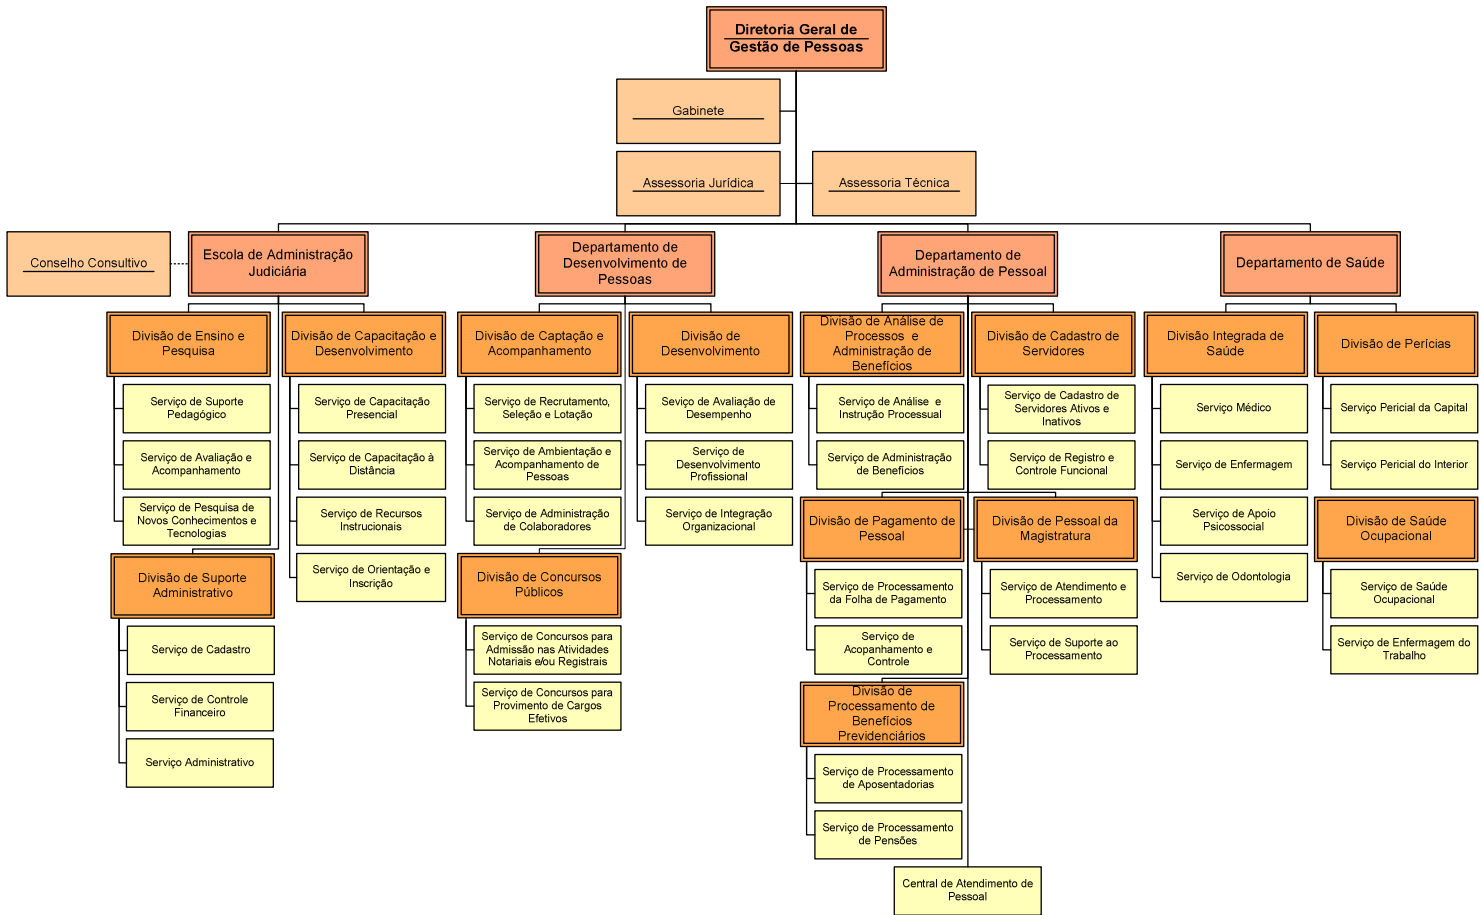 Diretoria Geral de
Gestão de Pessoas
Gabinete
Assessoria Jurídica
Assessoria Técnica
Conselho Consultivo
Escola de Administração
Judiciária
Departamento de
Desenvolvimento de
Pessoas
Departamento de
Administração de Pessoal
Departamento de Saúde
Divisão de Ensino e
Pesquisa
Serviço de Suporte
Pedagógico
Serviço de Avaliação e
Acompanhamento
Serviço de Pesquisa de
Novos Conhecimentos e
Tecnologias
Divisão de Suporte
Administrativo
Serviço de Cadastro
Serviço de Controle
Financeiro
Serviço Administrativo
Divisão de Capacitação e
Desenvolvimento
Serviço de Capacitação
Presencial
Serviço de Capacitação à
Distância
Serviço de Recursos
Instrucionais
Serviço de Orientação e
Inscrição
Divisão de Captação e
Acompanhamento
Serviço de Recrutamento,
Seleção e Lotação
Serviço de Ambientação e
Acompanhamento de
Pessoas
Serviço de Administração
de Colaboradores
Divisão de Concursos
Públicos
Serviço de Concursos para
Admissão nas Atividades
Notariais e/ou Registrais
Serviço de Concursos para
Provimento de Cargos
Efetivos
Divisão de
Desenvolvimento
Seviço de Avaliação de
Desempenho
Serviço de
Desenvolvimento
Profissional
Serviço de Integração
Organizacional
Divisão de Análise de
Processos e
Administração de
Benefícios
Serviço de Análise e
Instrução Processual
Serviço de Administração
de Benefícios
Divisão de Cadastro de
Servidores
Serviço de Cadastro de
Servidores Ativos e
Inativos
Serviço de Registro e
Controle Funcional
Divisão de Pagamento de
Pessoal
Serviço de Processamento
da Folha de Pagamento
Serviço de
Acopanhamento e
Controle
Divisão de Pessoal da
Magistratura
Serviço de Atendimento e
Processamento
Serviço de Suporte ao
Processamento
Divisão de
Processamento de
Benefícios
Previdenciários
Serviço de Processamento
de Aposentadorias
Serviço de Processamento
de Pensões
Central de Atendimento de
Pessoal
Divisão Integrada de
Saúde
Serviço Médico
Serviço de Enfermagem
Serviço de Apoio
Psicossocial
Serviço de Odontologia
Divisão de Perícias
Serviço Pericial da Capital
Serviço Pericial do Interior
Divisão de Saúde
Ocupacional
Serviço de Saúde
Ocupacional
Serviço de Enfermagem do
Trabalho